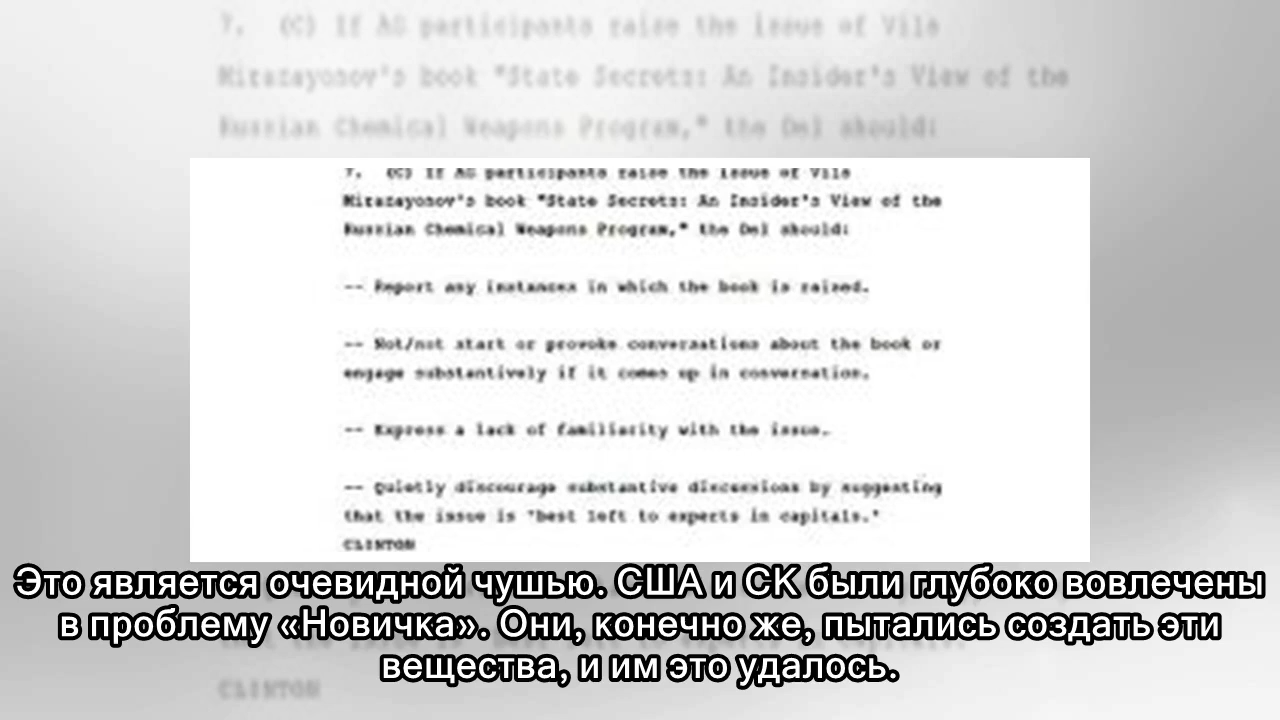 7. (C) If AG participants raise the issue of Vils
Mirzayonov's book "State Secrets: An Insider's View of the
Russian Chemical Weapons Program," the Del should:
7. (C) If AG participants raise the issue of Vils
Mirzayonov's book "State Secrets: An Insider's View of the
Russian Chemical Weapons Program," the Del should:
-- Report any instances in which the book is raised.
-- Not/not start or provoke conversations about the book or
engage substantively if it comes up in conversation.
-- Express a lack of familiarity with the issue.
-- Quietly discourage substantive discussions by suggesting
that the issue is "best left to experts in capitals."
CLINTON
Это является очевидной чушью. США и СК были глубоко вовлечены
в проблему «Новичка». Они, конечно же, пытались создать эти
вещества, и им это удалось.
CLINTON